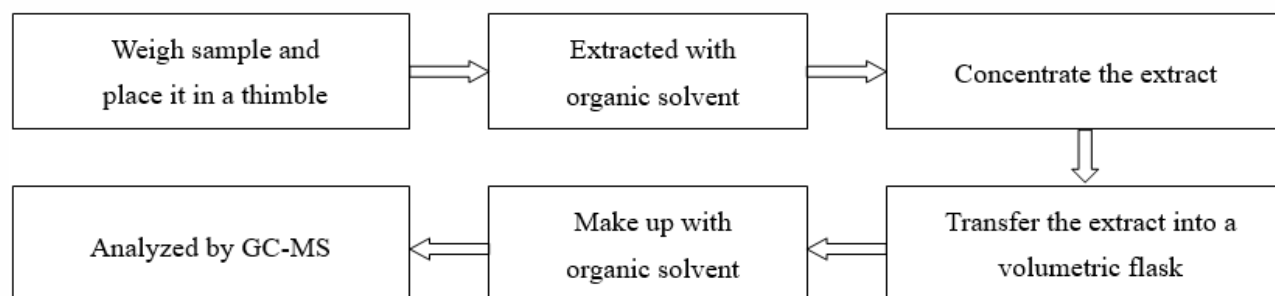 Weigh sample and
place it in a thimble
Extracted with
organic solvent
Concentrate the extract
Transfer the extract into a
volumetric flask
Make up with
organic solvent
Analyzed by GC-MS